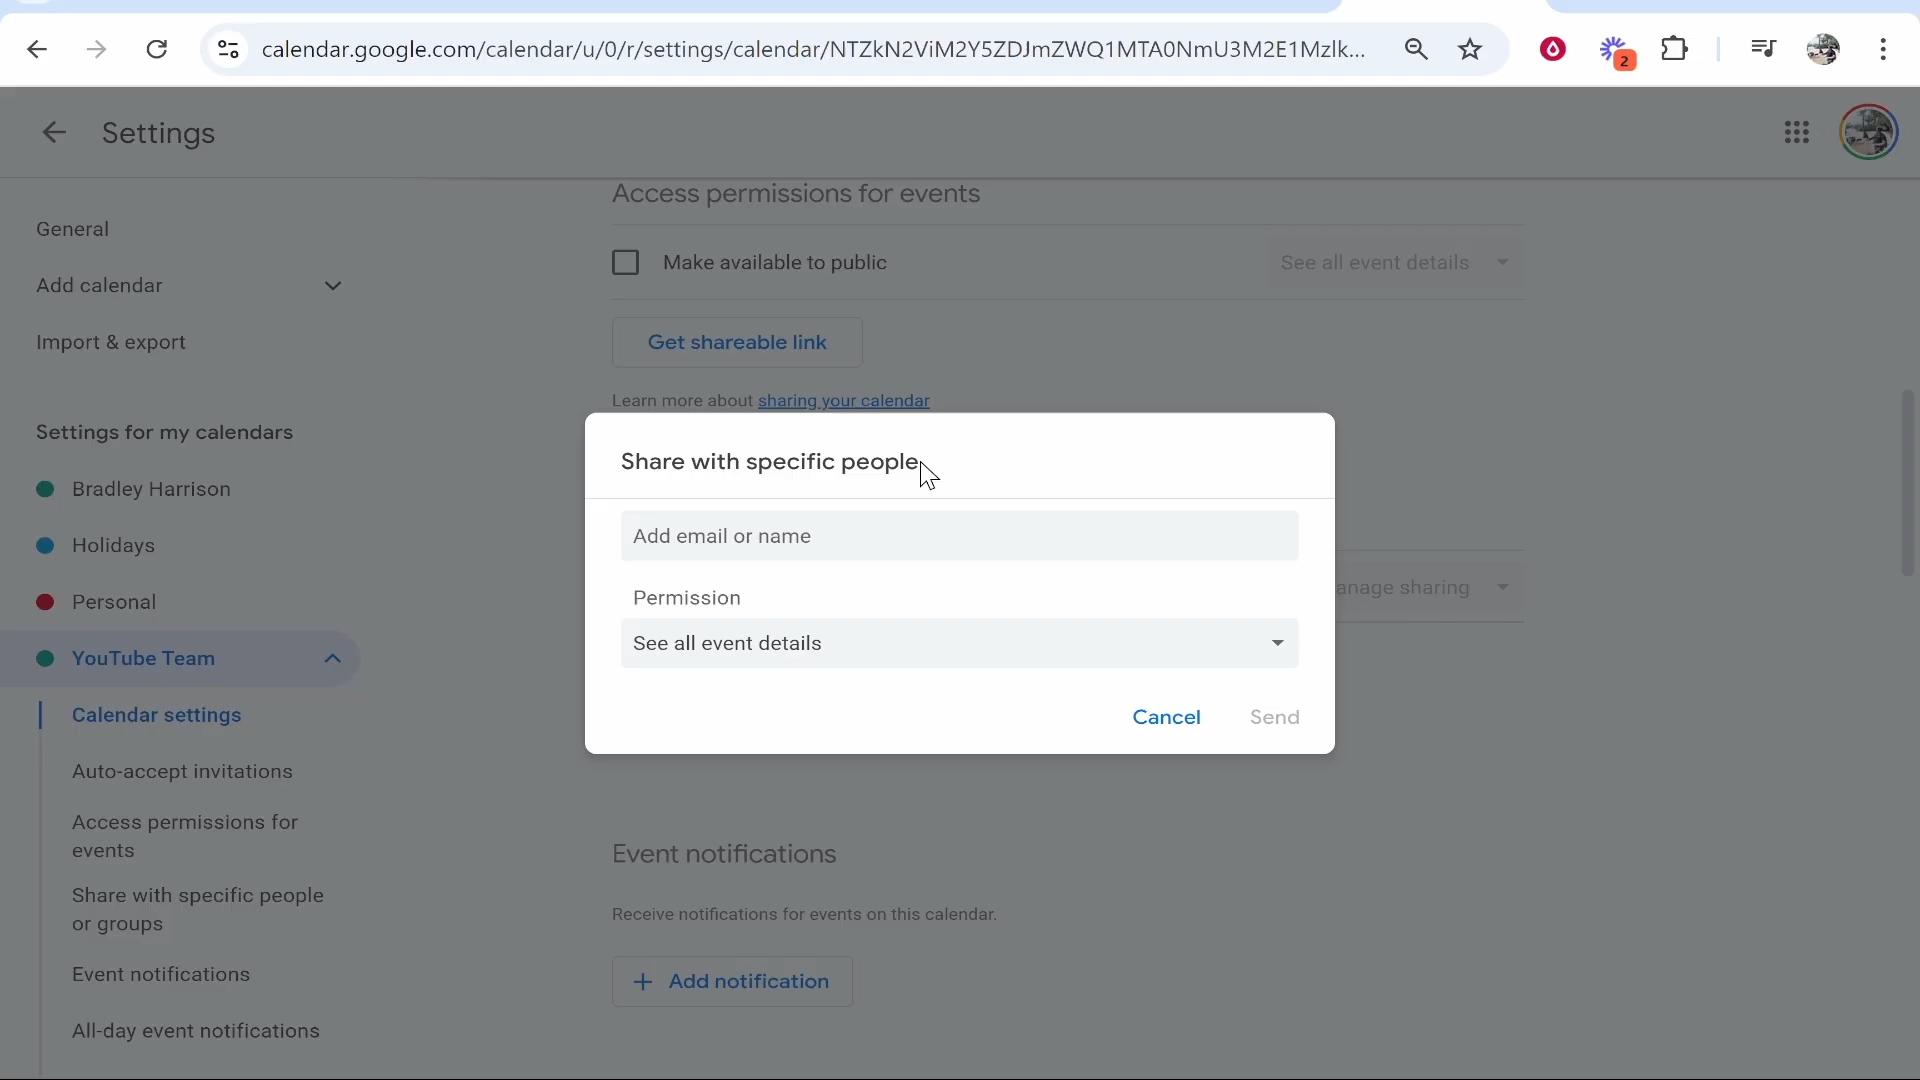 calendar.google.com/calendar/u/0/r/settings/calendar/NTZkN2ViM2Y5ZDJmZWQ1MTA0NmU3M2E1Mzlk...
2
Settings
General
Add calendar
Import & export
Settings for my calendars
Bradley Harrison
Holidays
Personal
YouTube Team
Calendar settings
Auto-accept invitations
Access permissions for
events
Share with specific people
or groups
Event notifications
All-day event notifications
Access permissions for events
Make available to public
See all event details
Get shareable link
Learn more about sharing your calendar
anage sharing
Share with specific people
Add email or name
Permission
See all event details
Cancel
Send
Event notifications
Receive notifications for events on this calendar.
+ Add notification